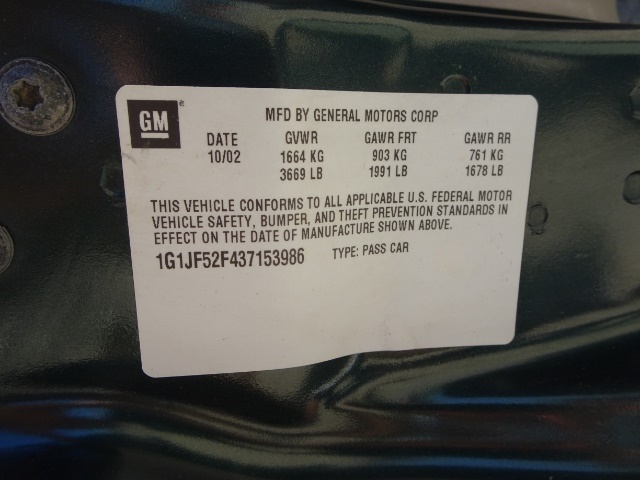 GM ®
MFD BY GENERAL MOTORS CORP
DATE GVWR GAWR FRT GAWR RR
10/02 1664 KG 903 KG 761 KG
3669 LB 1991 LB 1678 LB
THIS VEHICLE CONFORMS TO ALL APPLICABLE U.S. FEDERAL MOTOR
VEHICLE SAFETY, BUMPER, AND THEFT PREVENTION STANDARDS IN
EFFECT ON THE DATE OF MANUFACTURE SHOWN ABOVE.
1G1JF52F437153986 TYPE: PASS CAR